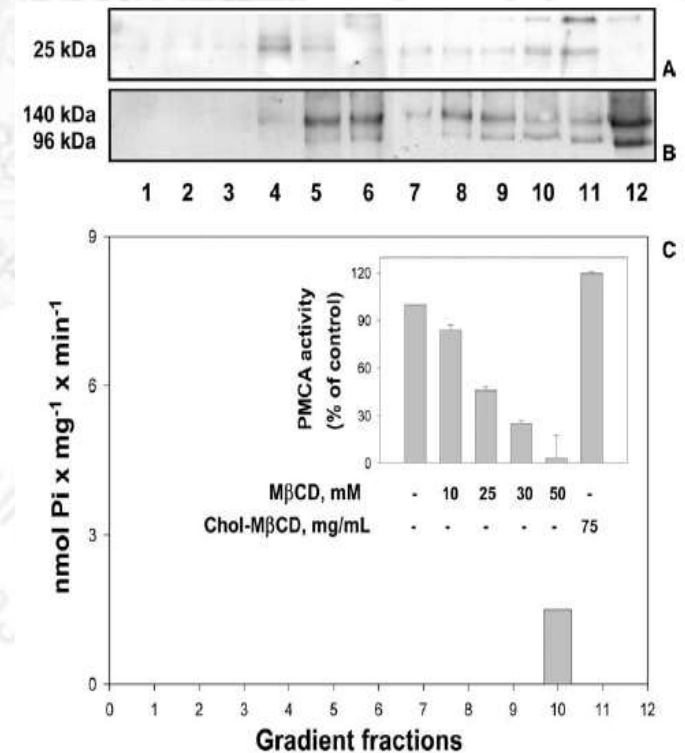 25 kDa
A
140 kDa
96 kDa
B
1 2 3 4 5 6 7 8 9 10 11 12
C
9
6
3
0
nmol Pi x mg-1 x min-1
120
90
60
30
0
PMCA activity
(% of control)
MβCD, mM - 10 25 30 50 -
Chol-MβCD, mg/mL - - - - - 75
0 1 2 3 4 5 6 7 8 9 10 11 12
Gradient fractions